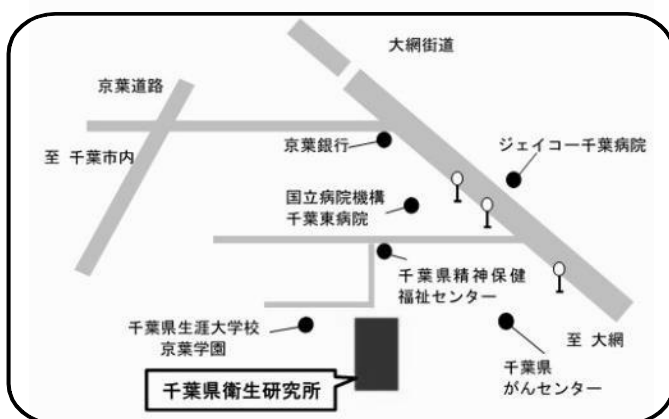 大網街道
京葉道路
京葉銀行
ジェイコー千葉病院
至 千葉市内
国立病院機構
千葉東病院
千葉県精神保健
福祉センター
千葉県生涯大学校
京葉学園
至 大網
千葉県
がんセンター
千葉県衛生研究所